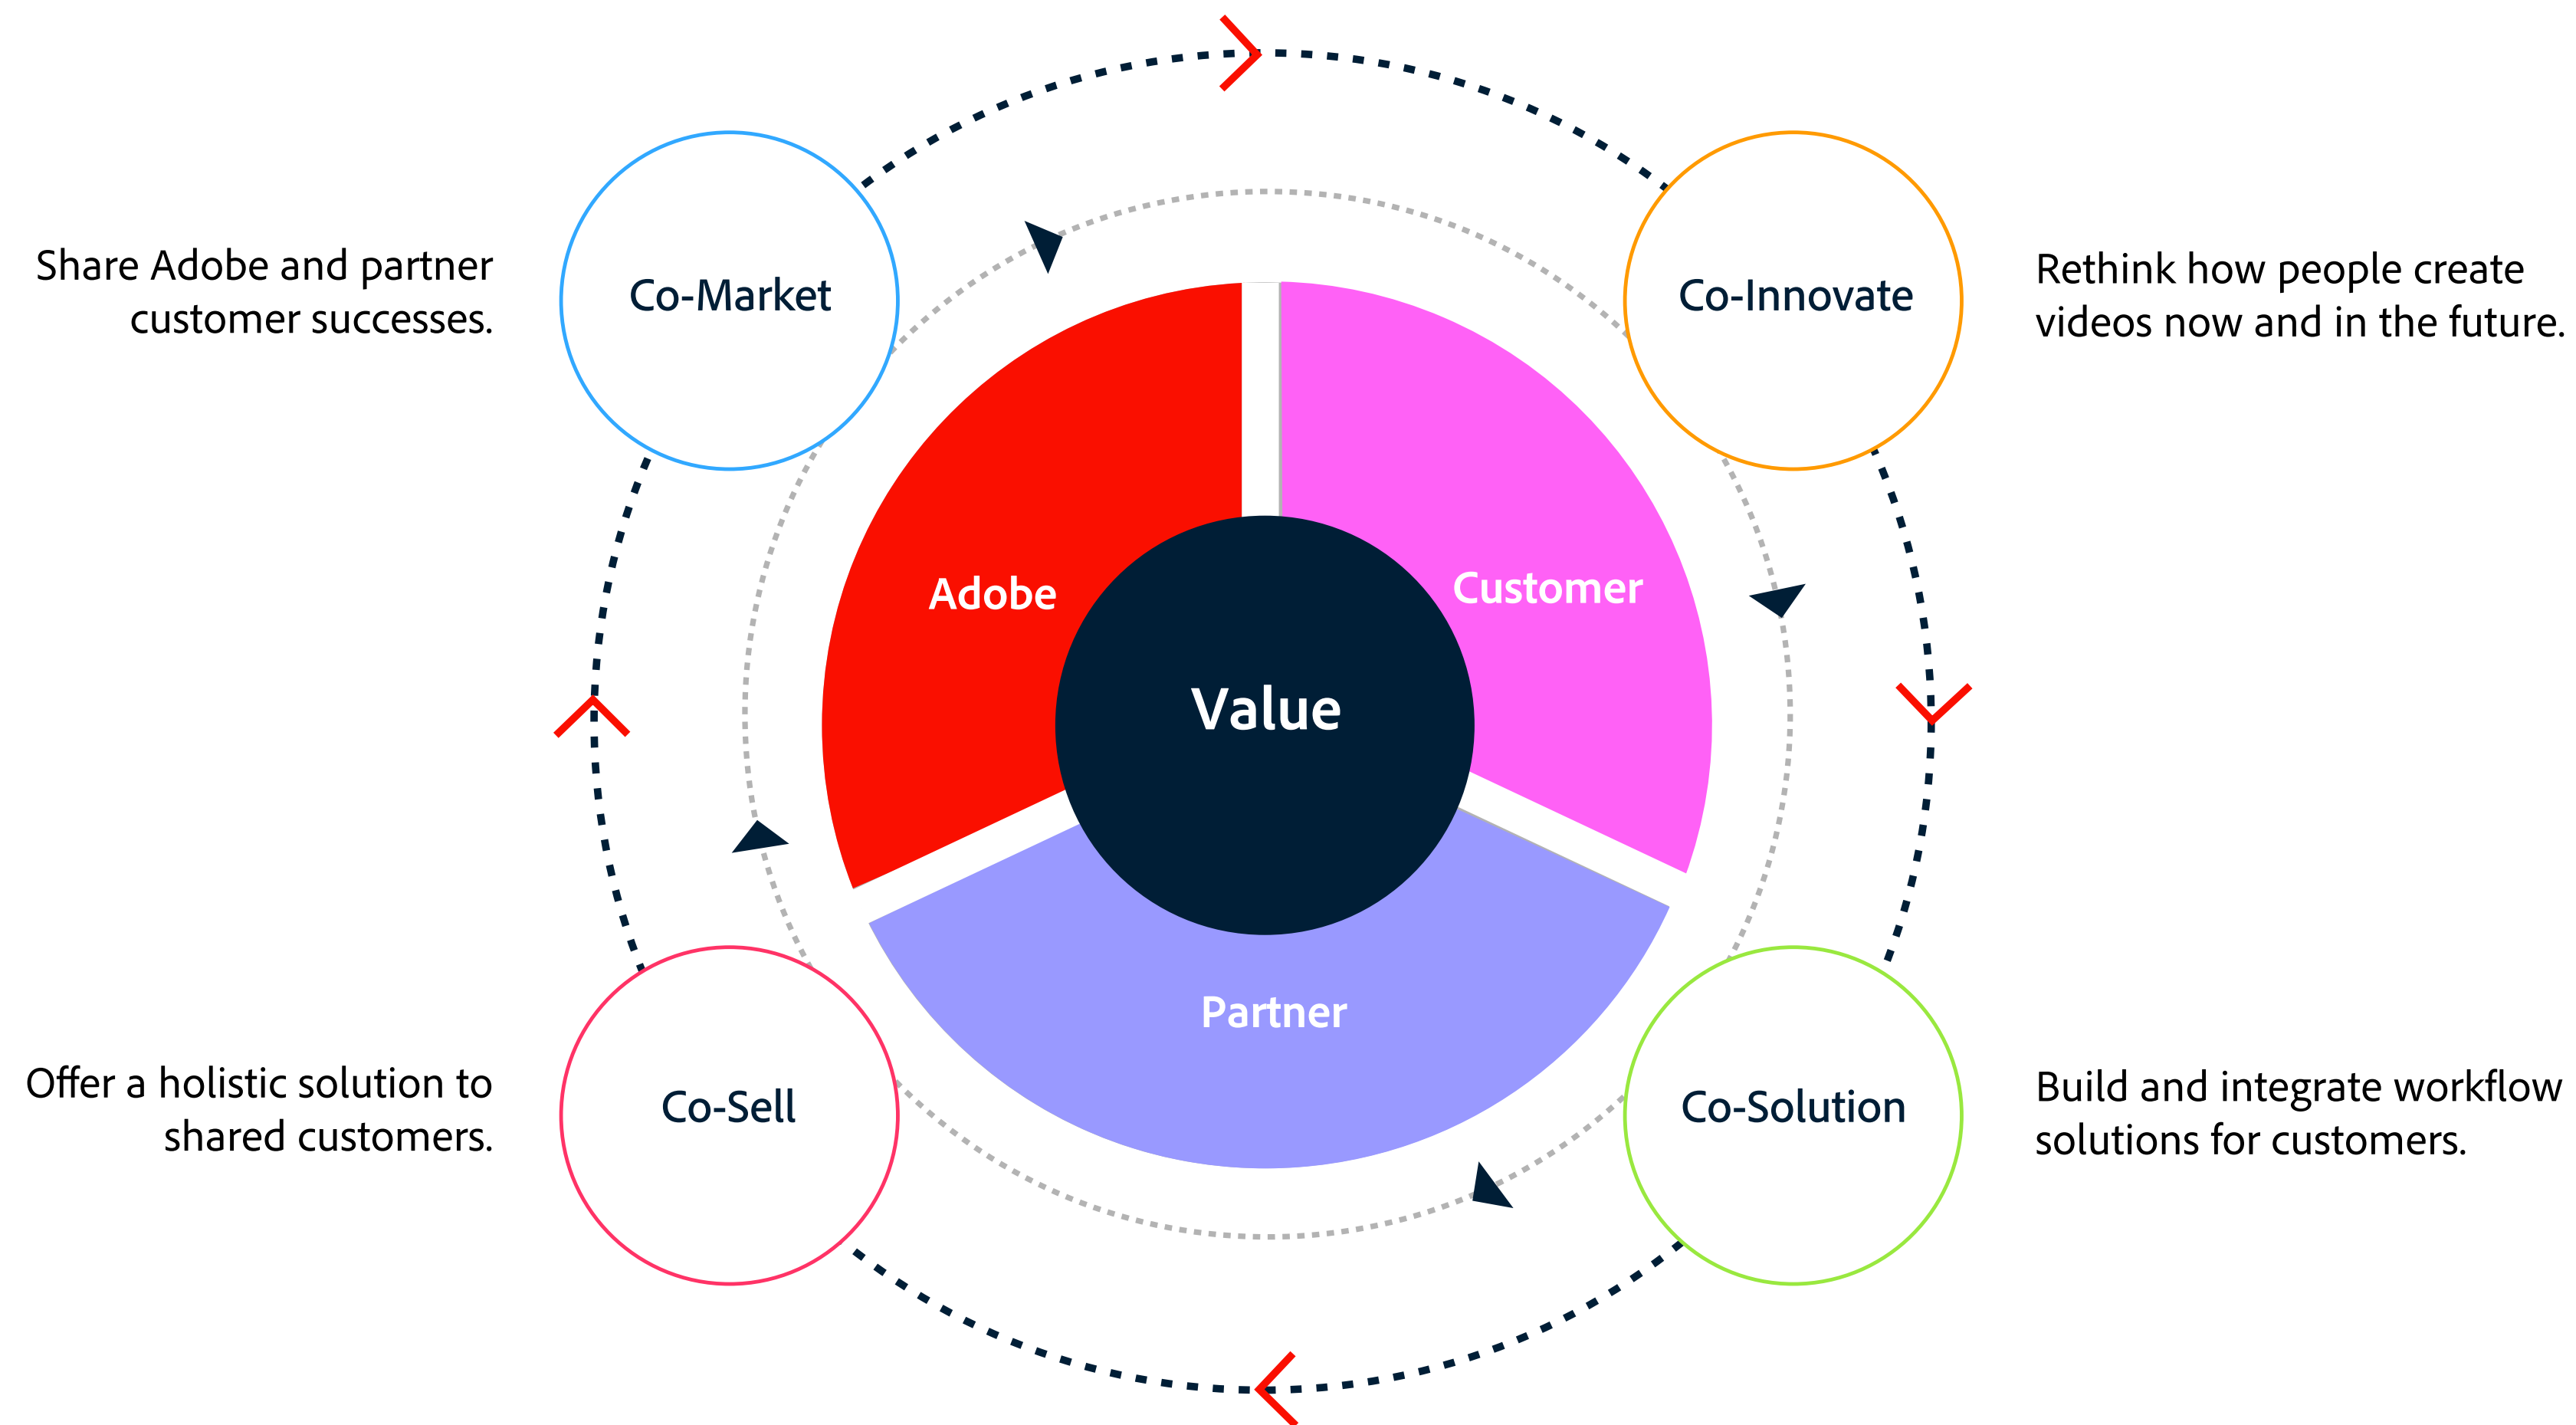 Co-Market
Share Adobe and partner
customer successes.
Co-Innovate
Rethink how people create
videos now and in the future.
Adobe
Customer
Value
Partner
Co-Sell
Offer a holistic solution to
shared customers.
Co-Solution
Build and integrate workflow
solutions for customers.